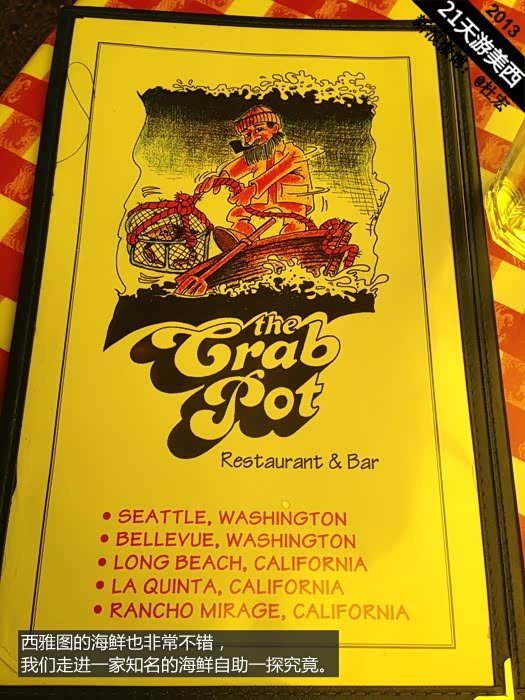 2013
21天游美西
@杜宏
the
Crab
Pot
Restaurant & Bar
• SEATTLE, WASHINGTON
• BELLEVUE, WASHINGTON
• LONG BEACH, CALIFORNIA
• LA QUINTA, CALIFORNIA
• RANCHO MIRAGE, CALIFORNIA
西雅图的海鲜也非常不错，
我们走进一家知名的海鲜自助一探究竟。